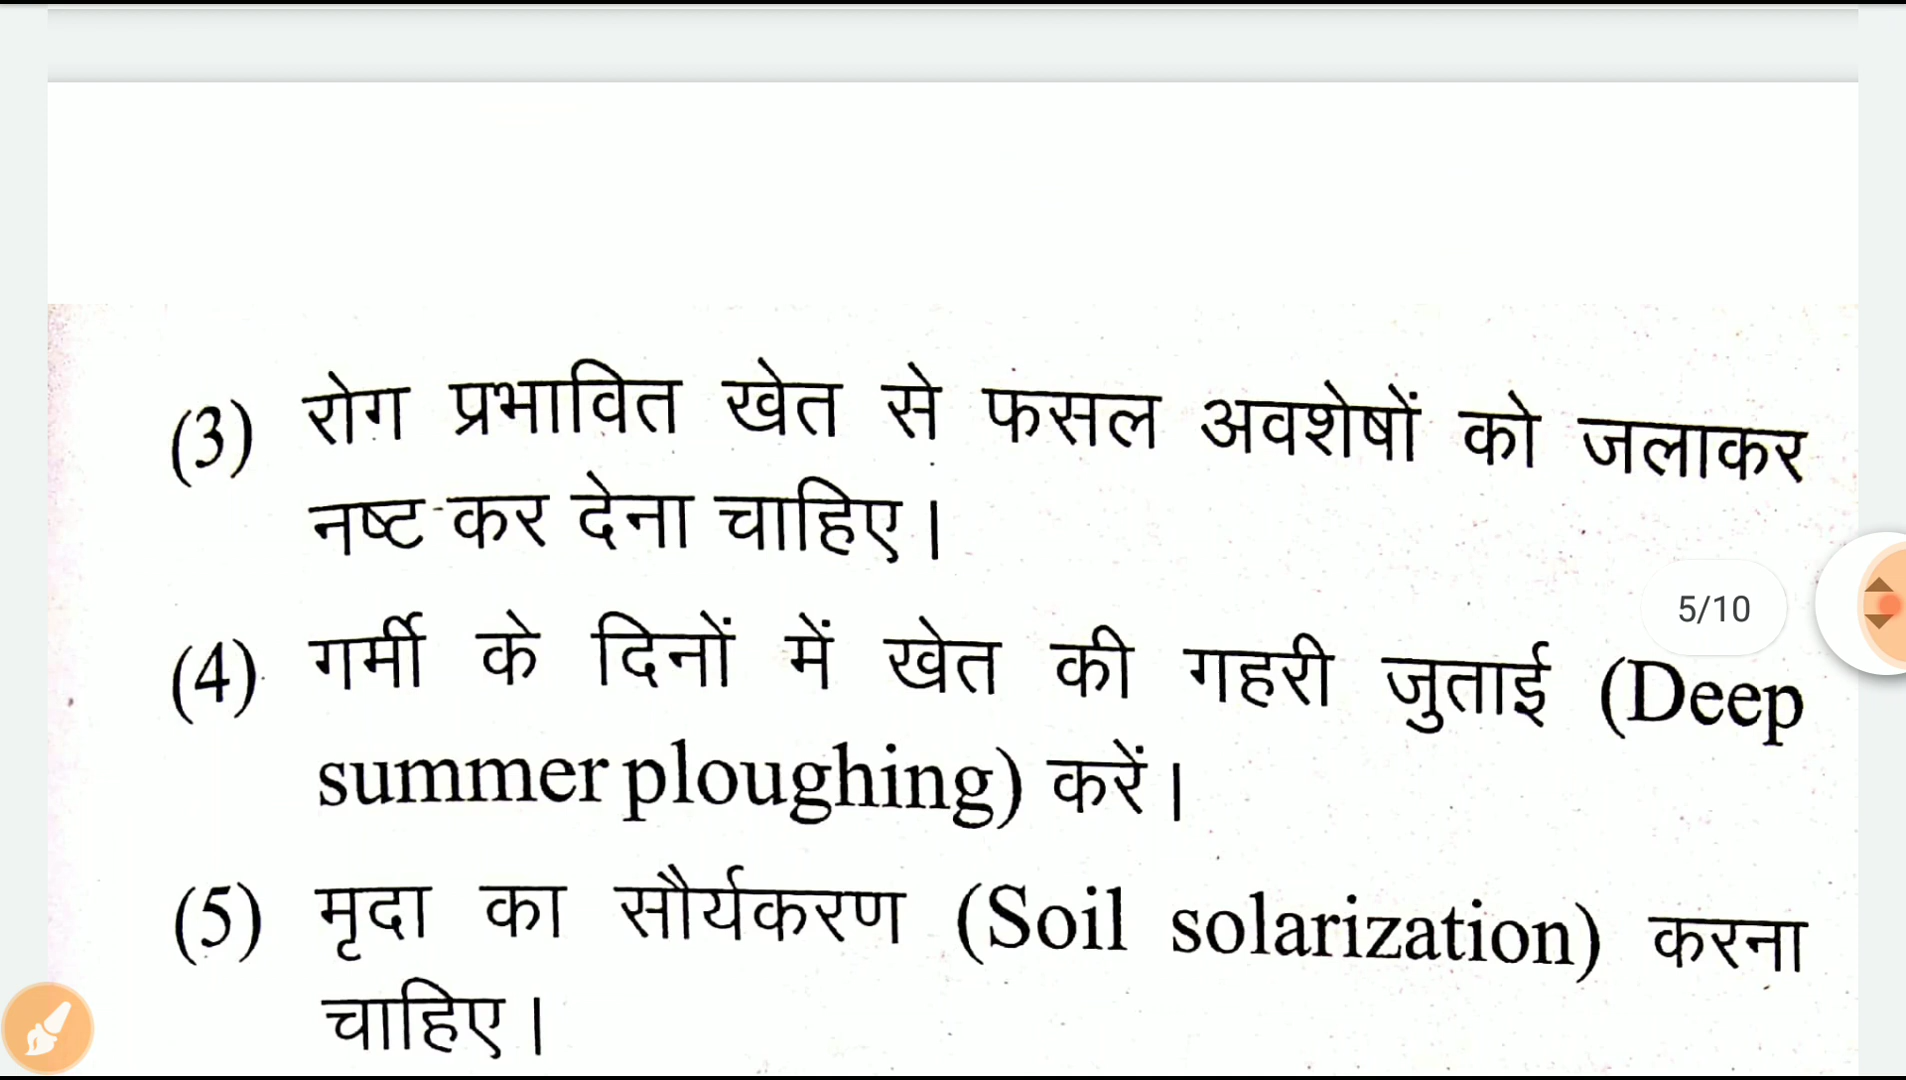 (3) रोग प्रभावित खेत से फसल अवशेषों को जलाकर
नष्ट कर देना चाहिए।
5/10
(4) गर्मी के दिनों में खेत की गहरी जुताई (Deep
summer ploughing) करें।
(5) मृदा का सौर्यकरण (Soil solarization) करना
चाहिए।